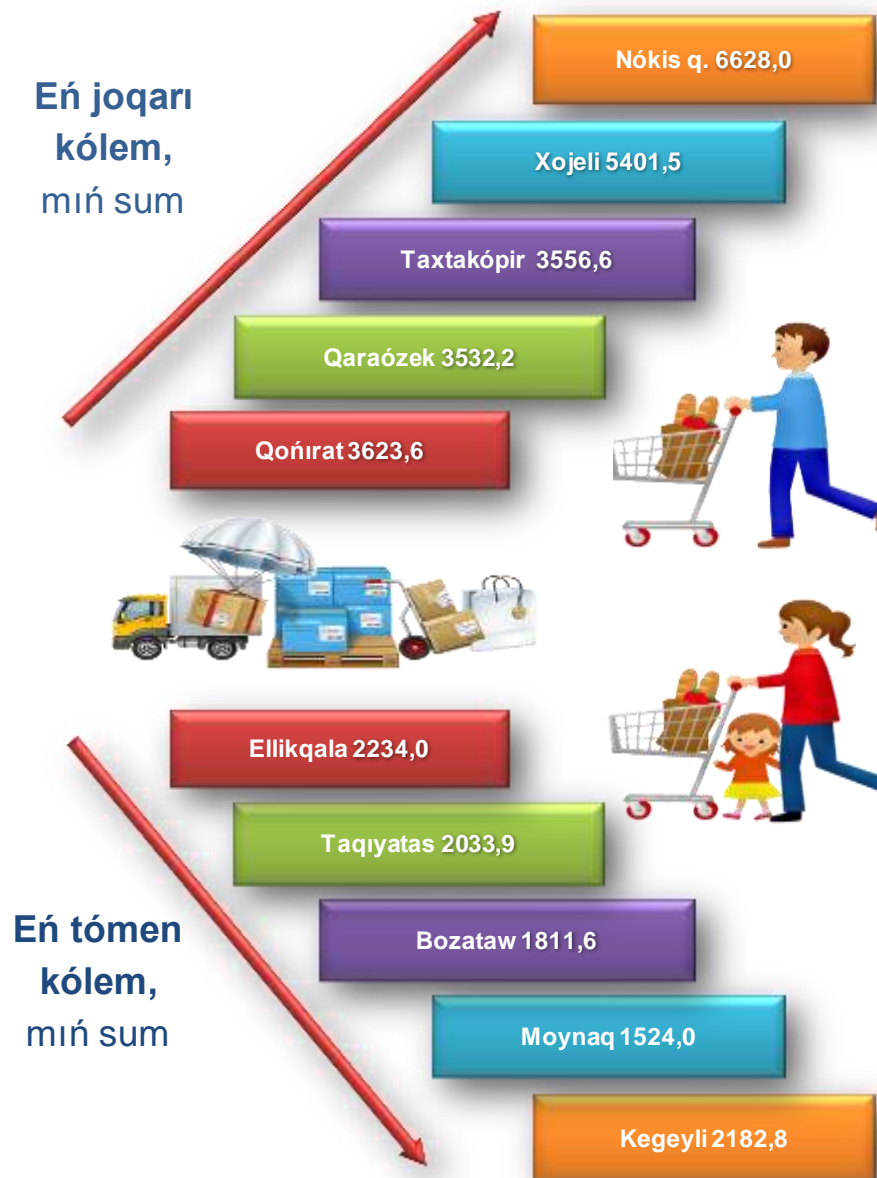 Eń joqarı
kólem,
mıń sum
Nókis q. 6628,0
Xojeli 5401,5
Taxtakópir 3556,6
Qaraózek 3532,2
Qońırat 3623,6
Ellikqala 2234,0
Taqıyatas 2033,9
Bozataw 1811,6
Moynaq 1524,0
Kegeyli 2182,8
Eń tómen
kólem,
mıń sum